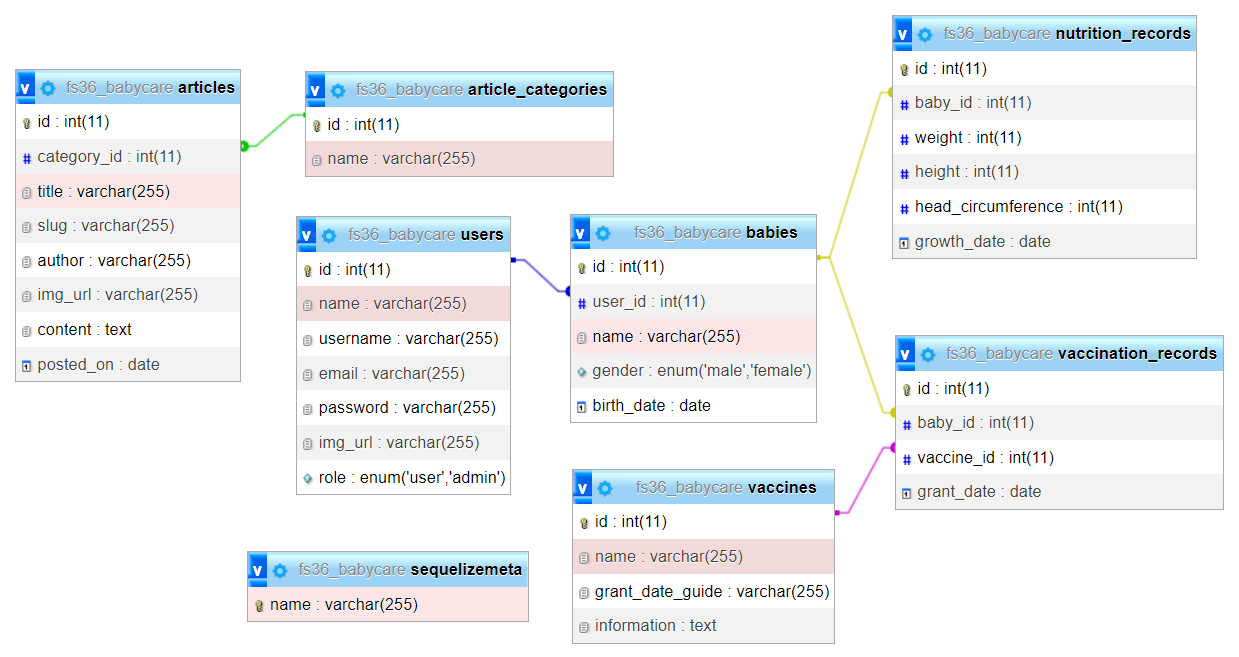 v fs36_babycare articles
id : int(11)
category_id : int(11)
title : varchar(255)
slug : varchar(255)
author : varchar(255)
img_url : varchar(255)
content : text
posted_on : date
v fs36_babycare article_categories
id : int(11)
name : varchar(255)
v fs36_babycare users
id : int(11)
name : varchar(255)
username : varchar(255)
email : varchar(255)
password : varchar(255)
img_url : varchar(255)
role : enum('user','admin')
v fs36_babycare sequelizemeta
name : varchar(255)
v fs36_babycare babies
id : int(11)
user_id : int(11)
name : varchar(255)
gender : enum('male','female')
birth_date : date
v fs36_babycare vaccines
id : int(11)
name : varchar(255)
grant_date_guide : varchar(255)
information : text
v fs36_babycare nutrition_records
id : int(11)
baby_id : int(11)
weight : int(11)
height : int(11)
head_circumference : int(11)
growth_date : date
v fs36_babycare vaccination_records
id : int(11)
baby_id : int(11)
vaccine_id : int(11)
grant_date : date